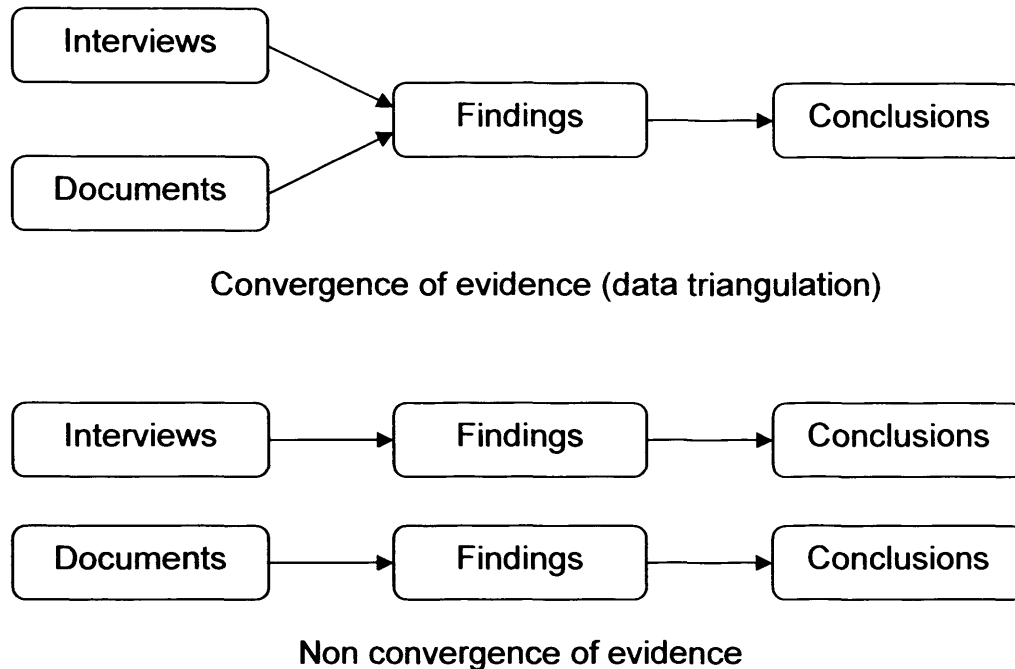 Interviews
Findings
Conclusions
Documents
Convergence of evidence (data triangulation)
Interviews
Findings
Conclusions
Documents
Findings
Conclusions
Non convergence of evidence